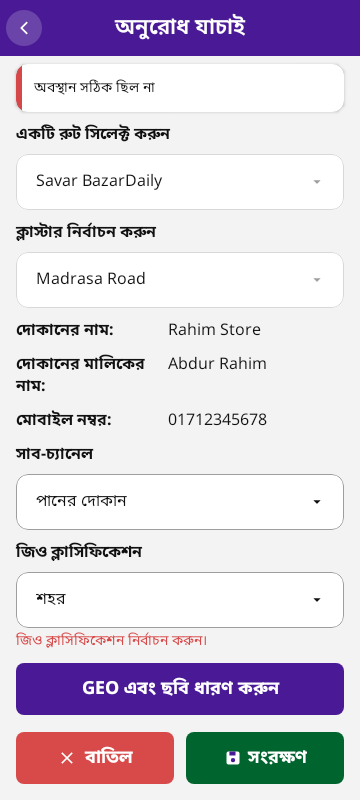 অনুরোধ যাচাই
অবস্থান সঠিক ছিল না
একটি রুট সিলেক্ট করুন
Savar BazarDaily
ক্লাস্টার নির্বাচন করুন
Madrasa Road
দোকানের নাম: Rahim Store
দোকানের মালিকের নাম: Abdur Rahim
মোবাইল নম্বর: 01712345678
সাব-চ্যানেল
পানের দোকান
জিও ক্লাসিফিকেশন
শহর
জিও ক্লাসিফিকেশন নির্বাচন করুন।
GEO এবং ছবি ধারণ করুন
বাতিল
সংরক্ষণ